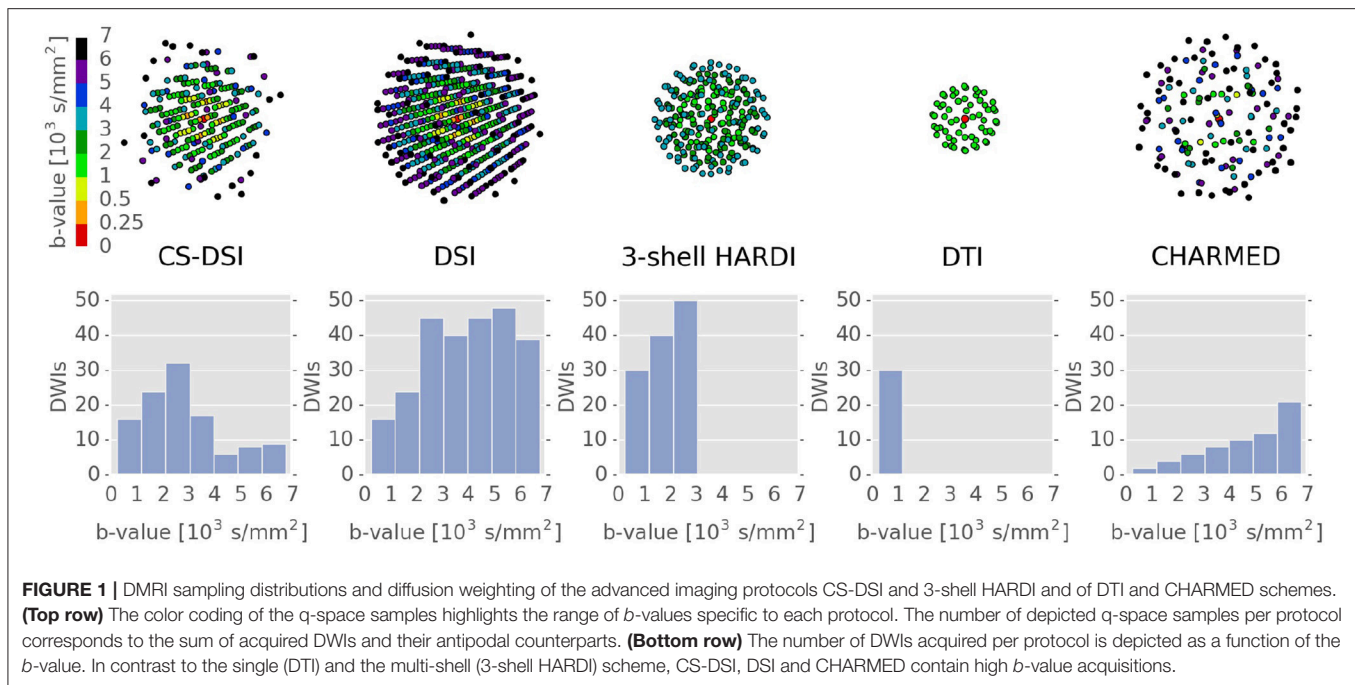 b-value [10³ s/mm²]
7
6
5
4
3
2
1
0.5
0.25
0
CS-DSI
DSI
3-shell HARDI
DTI
CHARMED
DWIs
50
40
30
20
10
0
0 1 2 3 4 5 6 7
b-value [10³ s/mm²]
DWIs
50
40
30
20
10
0
0 1 2 3 4 5 6 7
b-value [10³ s/mm²]
DWIs
50
40
30
20
10
0
0 1 2 3 4 5 6 7
b-value [10³ s/mm²]
DWIs
50
40
30
20
10
0
0 1 2 3 4 5 6 7
b-value [10³ s/mm²]
DWIs
50
40
30
20
10
0
0 1 2 3 4 5 6 7
b-value [10³ s/mm²]
FIGURE 1 | DMRI sampling distributions and diffusion weighting of the advanced imaging protocols CS-DSI and 3-shell HARDI and of DTI and CHARMED schemes.
(Top row) The color coding of the q-space samples highlights the range of b-values specific to each protocol. The number of depicted q-space samples per protocol
corresponds to the sum of acquired DWIs and their antipodal counterparts. (Bottom row) The number of DWIs acquired per protocol is depicted as a function of the
b-value. In contrast to the single (DTI) and the multi-shell (3-shell HARDI) scheme, CS-DSI, DSI and CHARMED contain high b-value acquisitions.